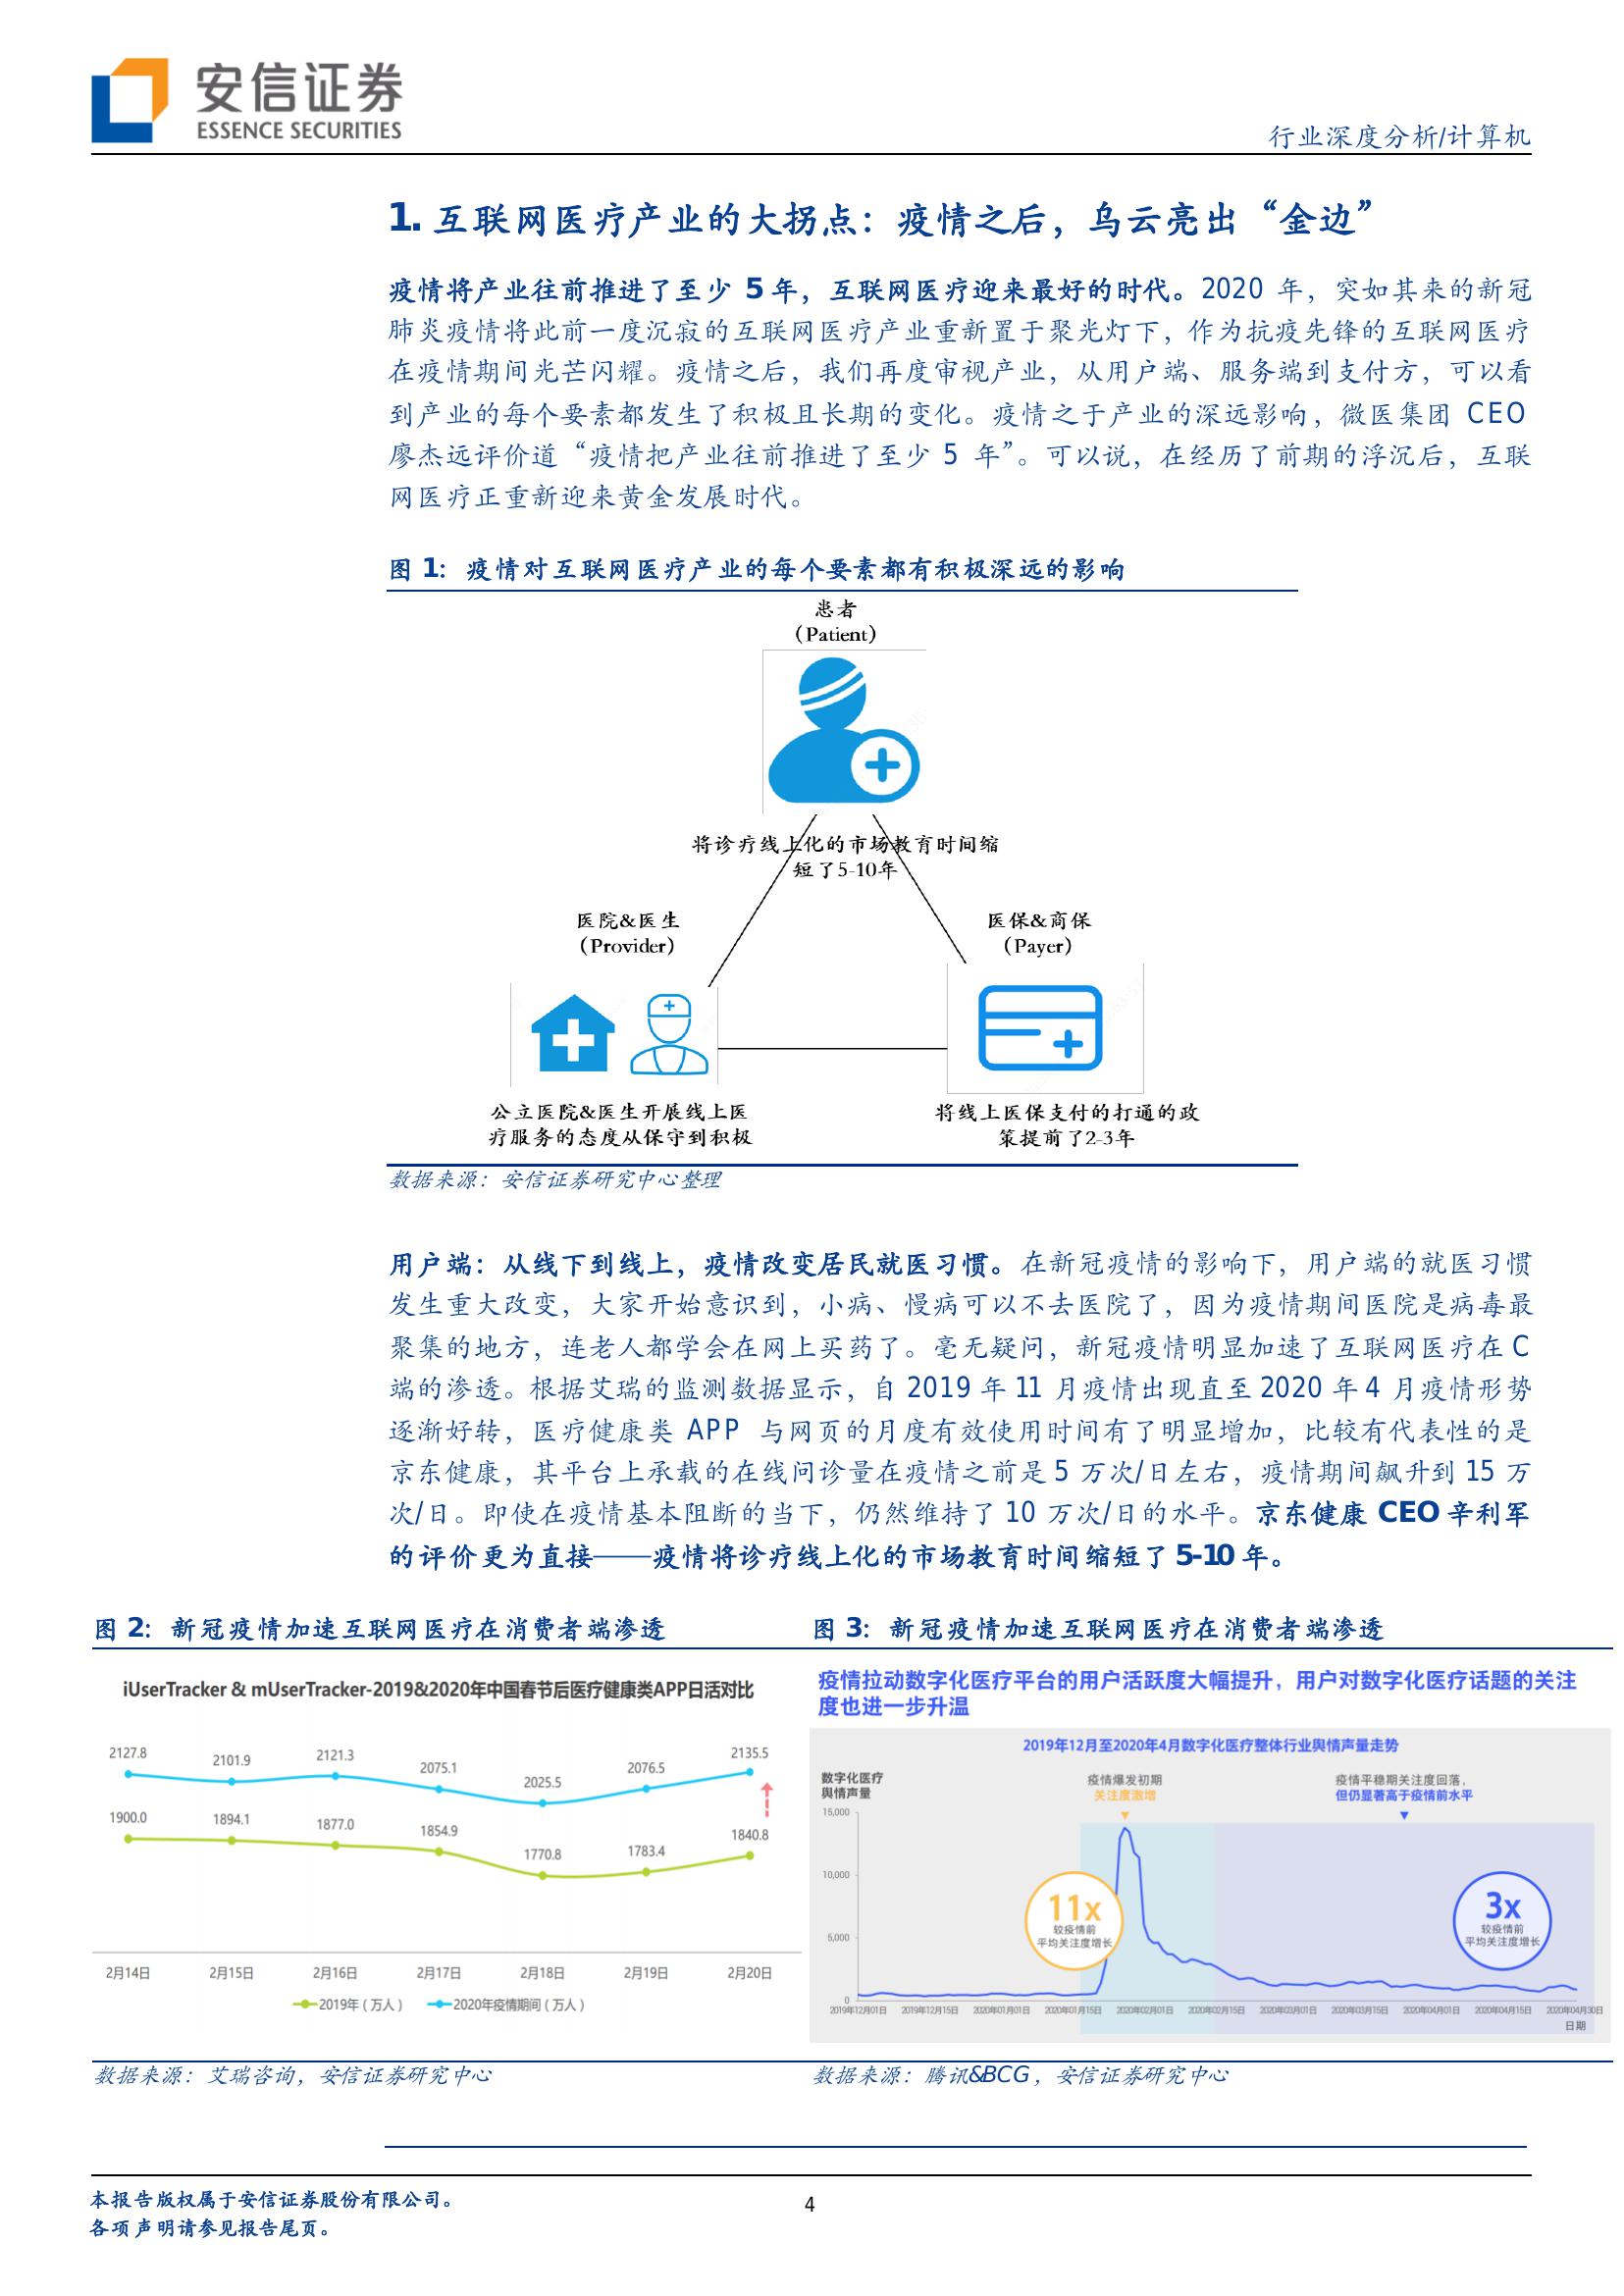 安信证券
ESSENCE SECURITIES
行业深度分析/计算机
1. 互联网医疗产业的大拐点：疫情之后，乌云亮出“金边”
疫情将产业往前推进了至少 5 年，互联网医疗迎来最好的时代。2020 年，突如其来的新冠
肺炎疫情将此前一度沉寂的互联网医疗产业重新置于聚光灯下，作为抗疫先锋的互联网医疗
在疫情期间光芒闪耀。疫情之后，我们再度审视产业，从用户端、服务端到支付方，可以看
到产业的每个要素都发生了积极且长期的变化。疫情之于产业的深远影响，微医集团 CEO
廖杰远评价道“疫情把产业往前推进了至少 5 年”。可以说，在经历了前期的浮沉后，互联
网医疗正重新迎来黄金发展时代。
图 1：疫情对互联网医疗产业的每个要素都有积极深远的影响
患者
（Patient）
将诊疗线上化的市场教育时间缩
短了5-10年
医院&医生
（Provider）
医保&商保
（Payer）
公立医院&医生开展线上医
疗服务的态度从保守到积极
将线上医保支付的打通的政
策提前了2-3年
数据来源：安信证券研究中心整理
用户端：从线下到线上，疫情改变居民就医习惯。在新冠疫情的影响下，用户端的就医习惯
发生重大改变，大家开始意识到，小病、慢病可以不去医院了，因为疫情期间医院是病毒最
聚集的地方，连老人都学会在网上买药了。毫无疑问，新冠疫情明显加速了互联网医疗在 C
端的渗透。根据艾瑞的监测数据显示，自 2019 年 11 月疫情出现直至 2020 年 4 月疫情形势
逐渐好转，医疗健康类 APP 与网页的月度有效使用时间有了明显增加，比较有代表性的是
京东健康，其平台上承载的在线问诊量在疫情之前是 5 万次/日左右，疫情期间飙升到 15 万
次/日。即使在疫情基本阻断的当下，仍然维持了 10 万次/日的水平。京东健康 CEO 辛利军
的评价更为直接——疫情将诊疗线上化的市场教育时间缩短了 5-10 年。
图 2：新冠疫情加速互联网医疗在消费者端渗透
iUserTracker & mUserTracker-2019&2020年中国春节后医疗健康类APP日活对比
2127.8 2101.9 2121.3 2075.1 2025.5 2076.5 2135.5
1900.0 1894.1 1877.0 1854.9 1770.8 1783.4 1840.8
2月14日 2月15日 2月16日 2月17日 2月18日 2月19日 2月20日
2019年（万人） 2020年疫情期间（万人）
数据来源：艾瑞咨询，安信证券研究中心
图 3：新冠疫情加速互联网医疗在消费者端渗透
疫情拉动数字化医疗平台的用户活跃度大幅提升，用户对数字化医疗话题的关注
度也进一步升温
2019年12月至2020年4月数字化医疗整体行业舆情声量走势
数字化医疗
舆情声量
疫情爆发初期
关注度激增
疫情平稳期关注度回落，
但仍显著高于疫情前水平
15,000
10,000
5,000
0
11x
较疫情前
平均关注度增长
3x
较疫情前
平均关注度增长
2019年12月01日 2019年12月15日 2020年01月01日 2020年01月15日 2020年02月01日 2020年02月15日 2020年03月01日 2020年03月15日 2020年04月01日 2020年04月15日 2020年04月30日
日期
数据来源：腾讯&BCG，安信证券研究中心
本报告版权属于安信证券股份有限公司。
各项声明请参见报告尾页。
4